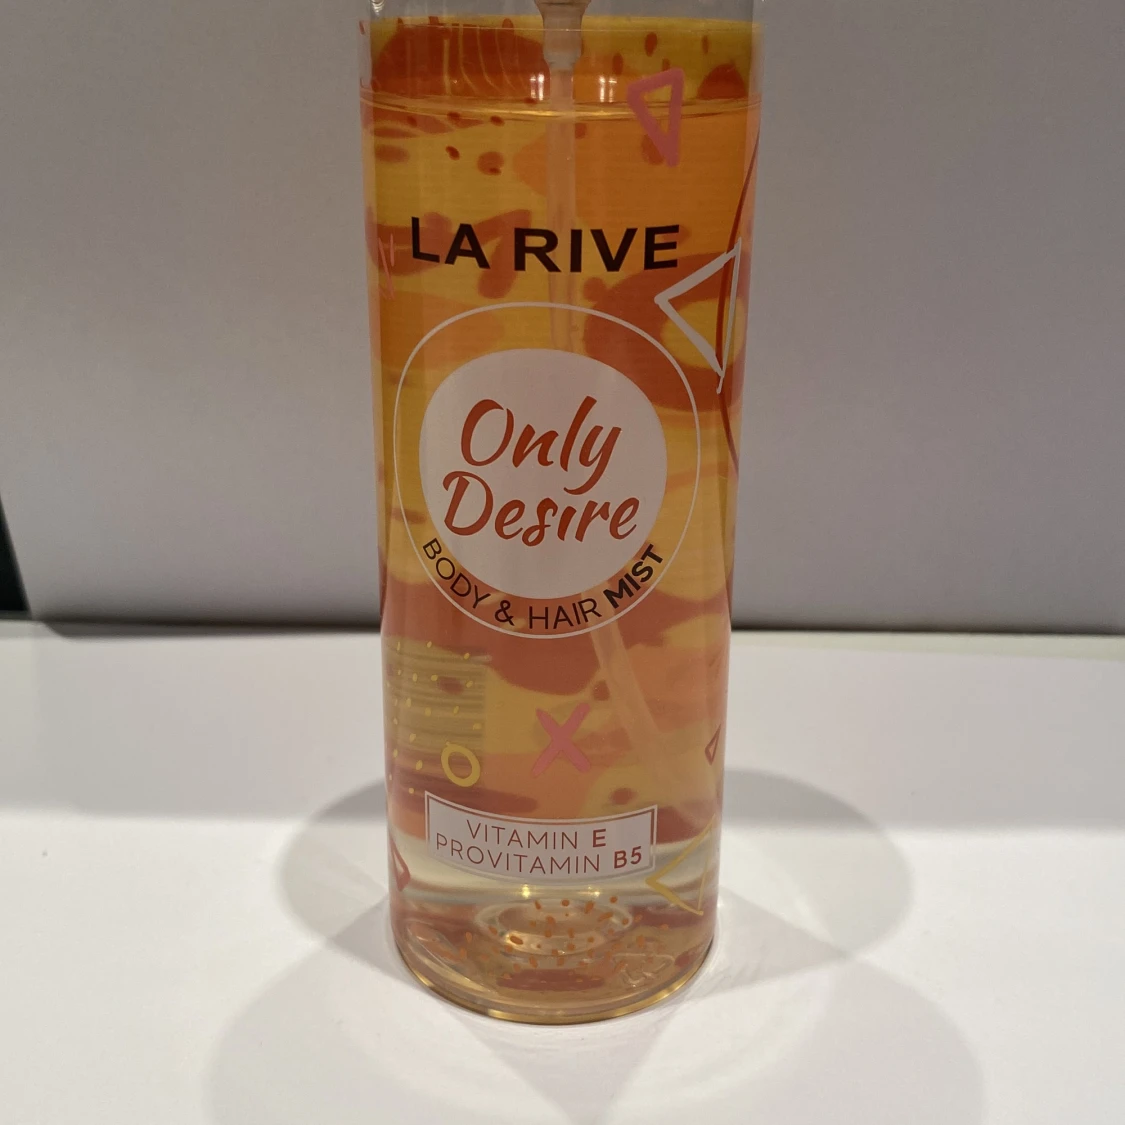 LA RIVE
Only
Desire
BODY & HAIR MIST
VITAMIN E
PROVITAMIN B5